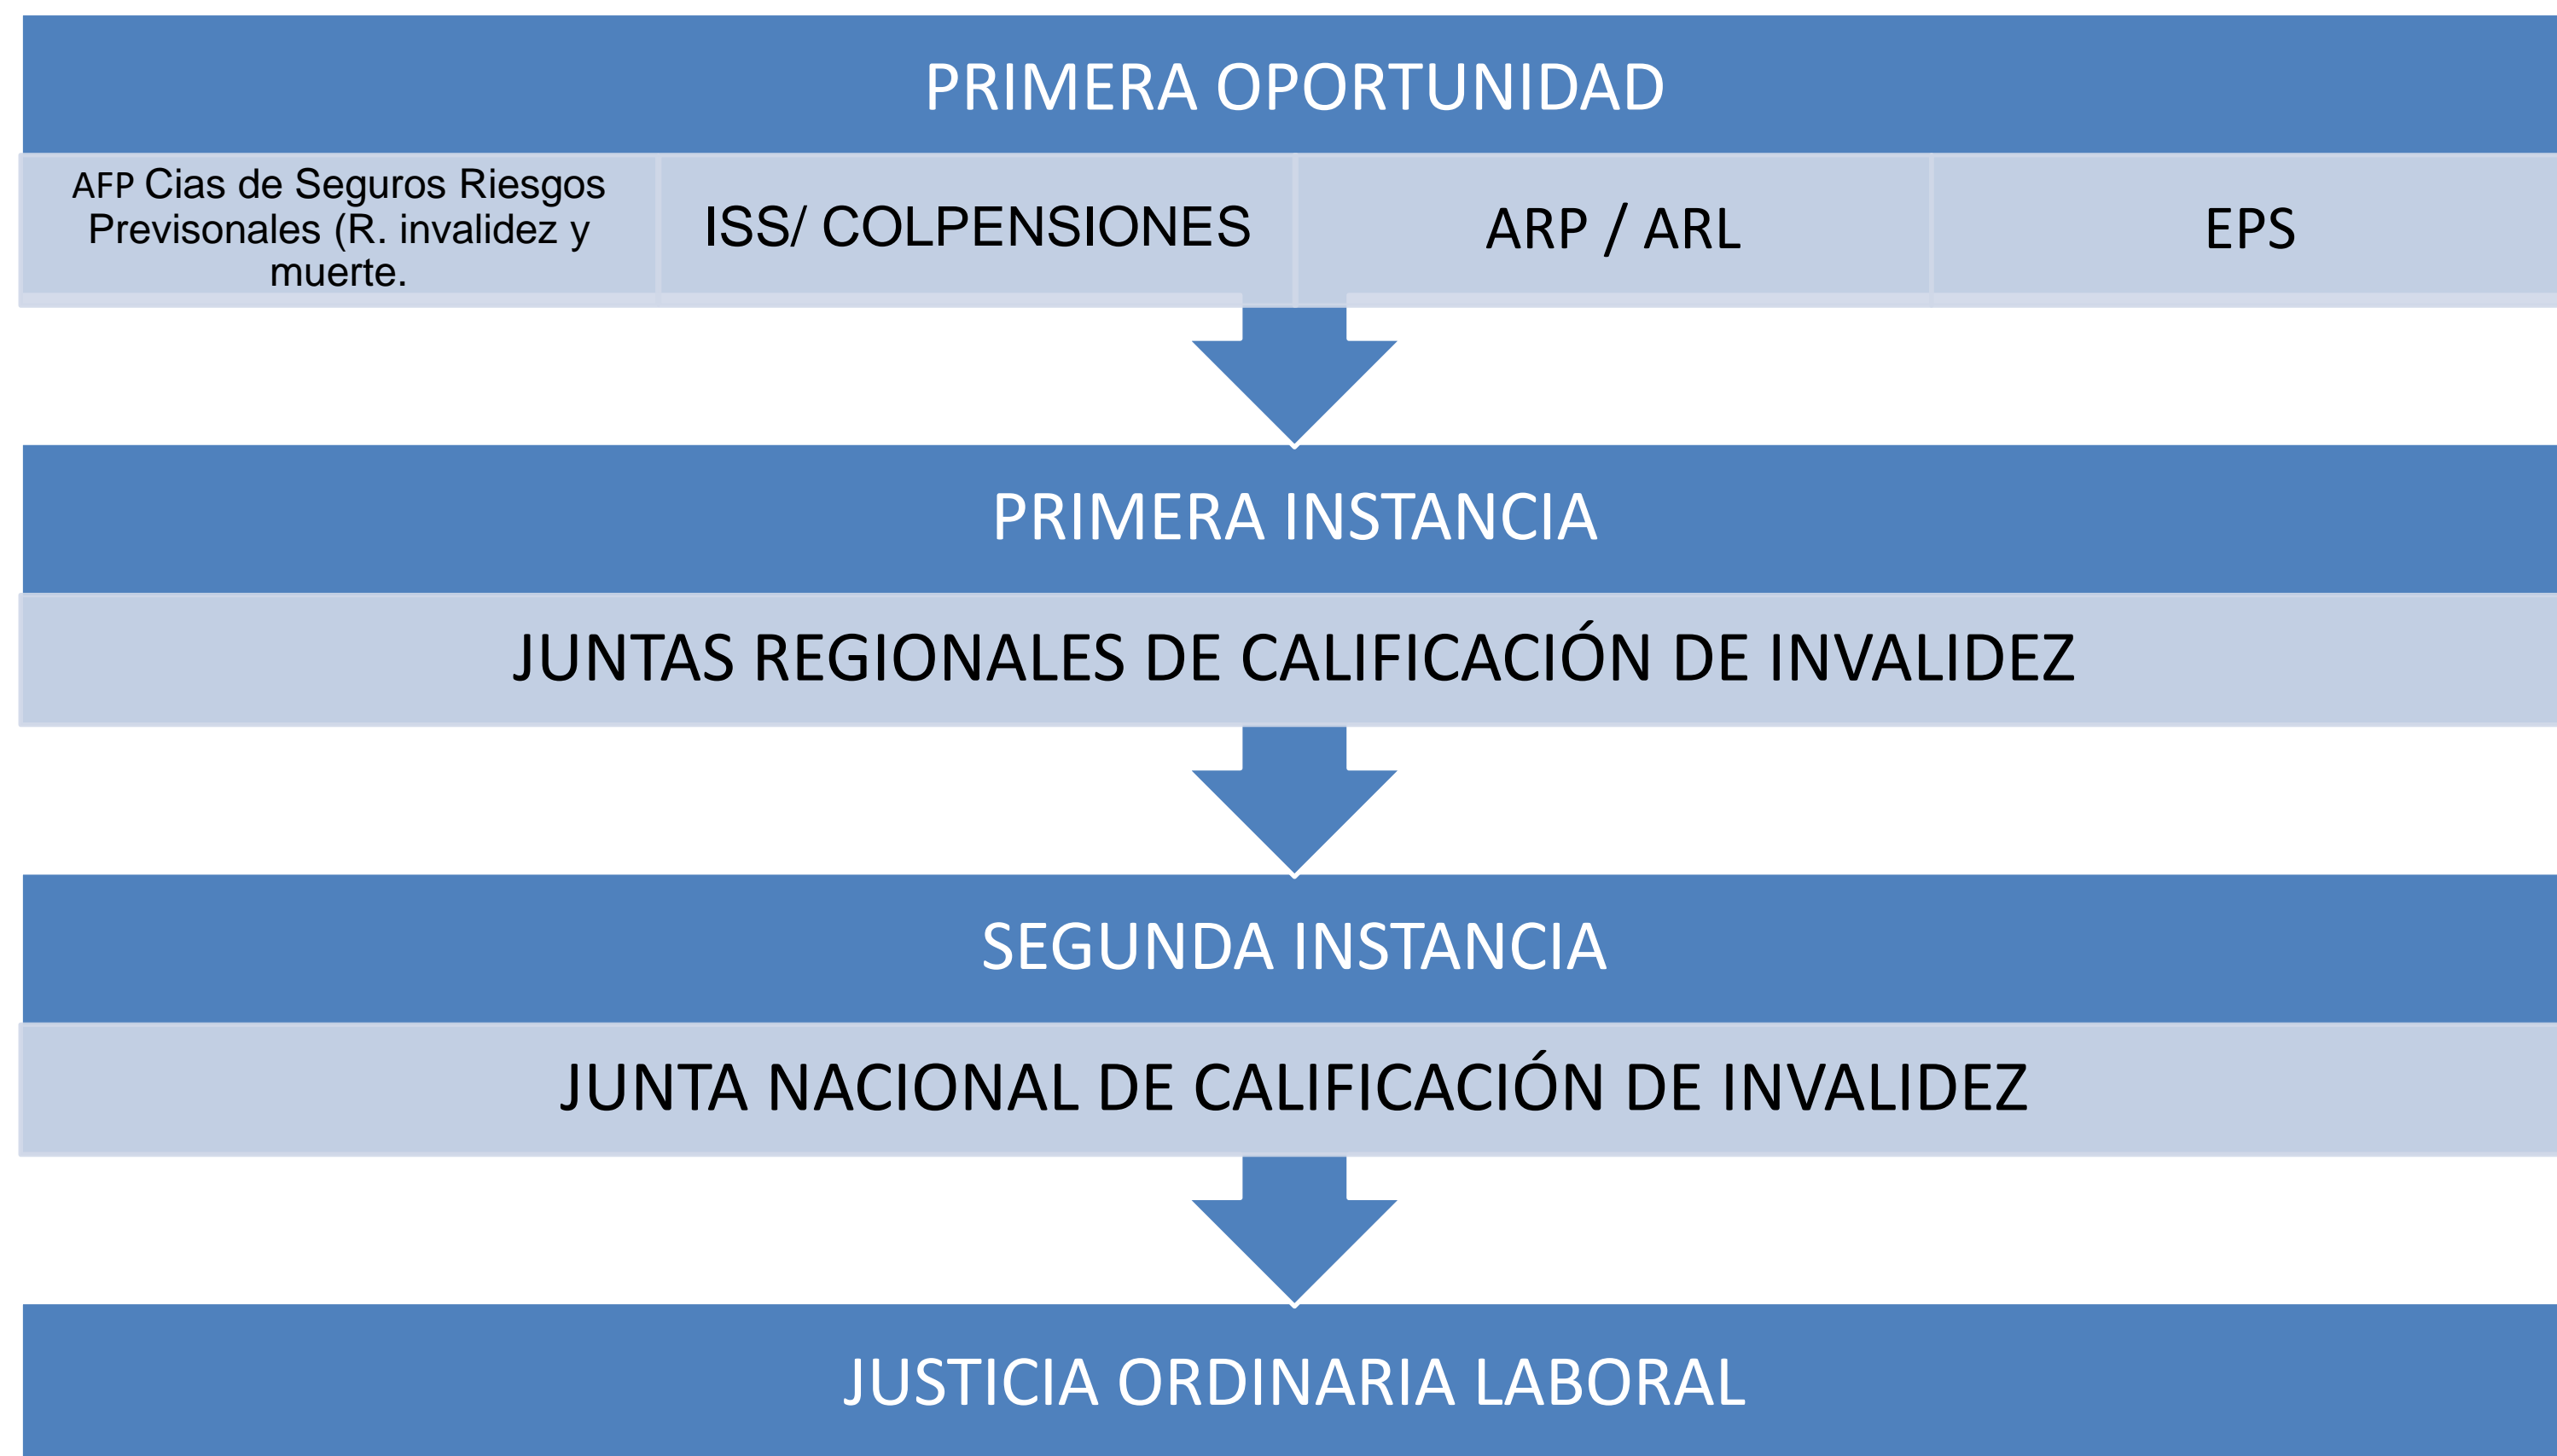 PRIMERA OPORTUNIDAD
AFP Cias de Seguros Riesgos
Previsonales (R. invalidez y
muerte.
ISS/ COLPENSIONES
ARP / ARL
EPS
PRIMERA INSTANCIA
JUNTAS REGIONALES DE CALIFICACIÓN DE INVALIDEZ
SEGUNDA INSTANCIA
JUNTA NACIONAL DE CALIFICACIÓN DE INVALIDEZ
JUSTICIA ORDINARIA LABORAL